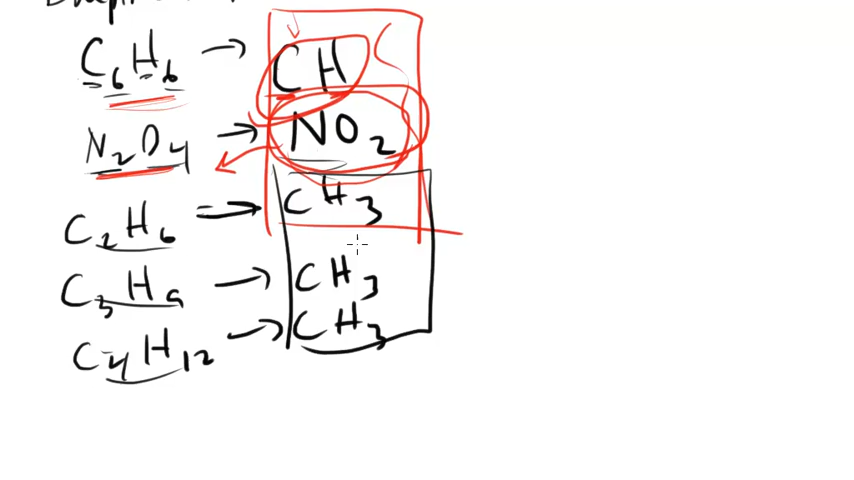 C6H6 → CH
N2O4 → NO2
C2H6 → CH3
C3H9 → CH3
C4H12 → CH3